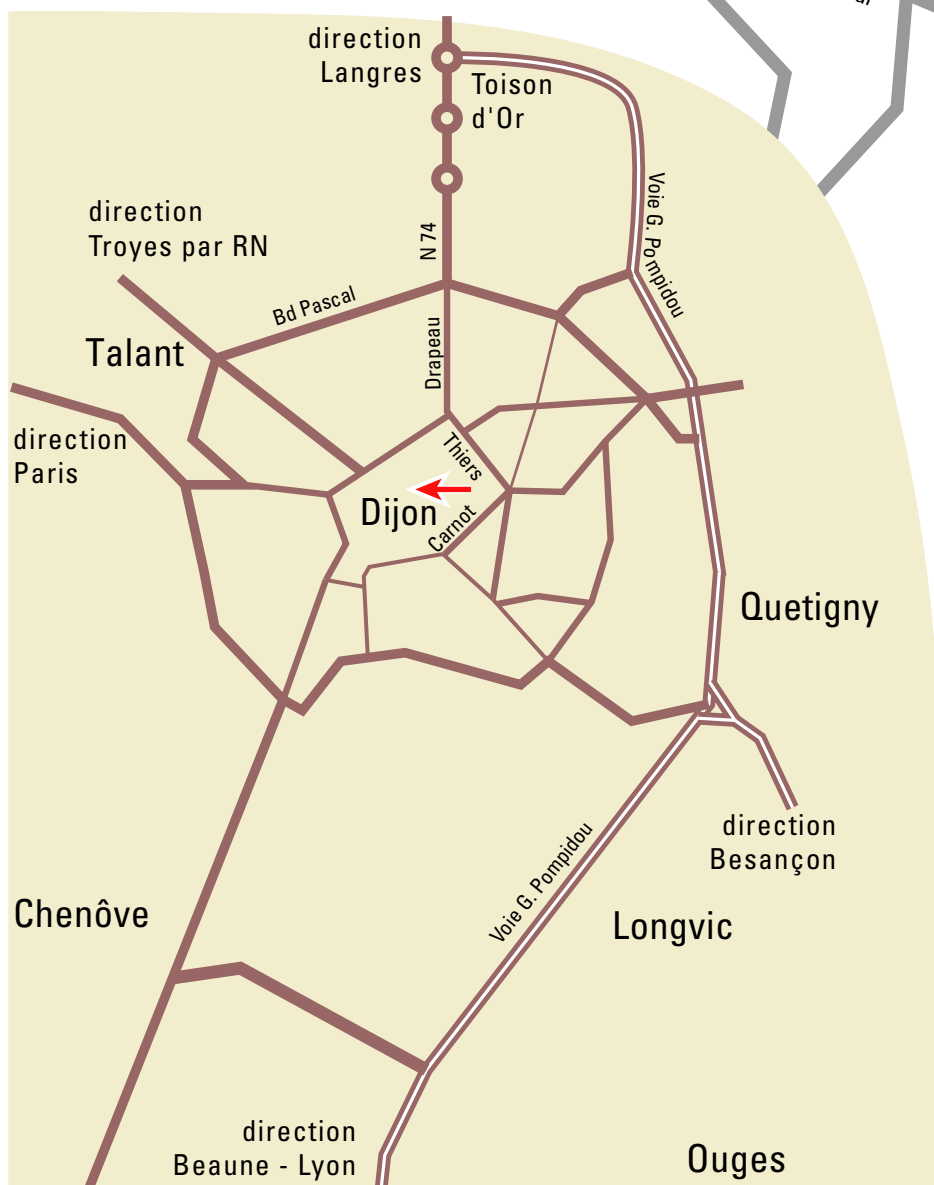 direction
Langres
Toison
d'Or
Voie G. Pompidou
direction
Troyes par RN
N 74
Bd Pascal
Drapeau
Talant
direction
Paris
Thiers
Dijon
Carnot
Quetigny
direction
Besançon
Voie G. Pompidou
Chenôve
Longvic
direction
Beaune - Lyon
Ouges